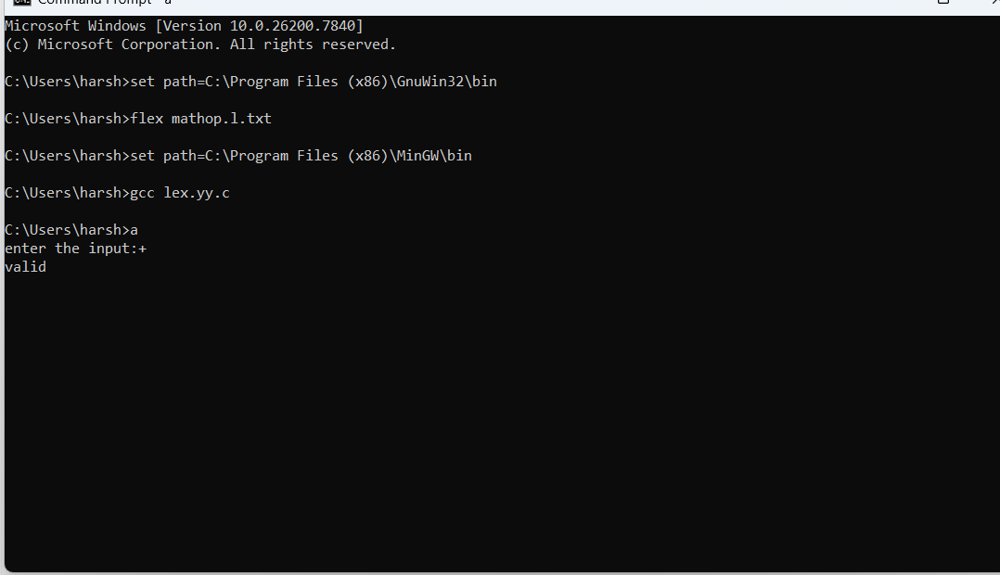 Command Prompt - a
Microsoft Windows [Version 10.0.26200.7840]
(c) Microsoft Corporation. All rights reserved.
C:\Users\harsh>set path=C:\Program Files (x86)\GnuWin32\bin
C:\Users\harsh>flex mathop.l.txt
C:\Users\harsh>set path=C:\Program Files (x86)\MinGW\bin
C:\Users\harsh>gcc lex.yy.c
C:\Users\harsh>a
enter the input:+
valid